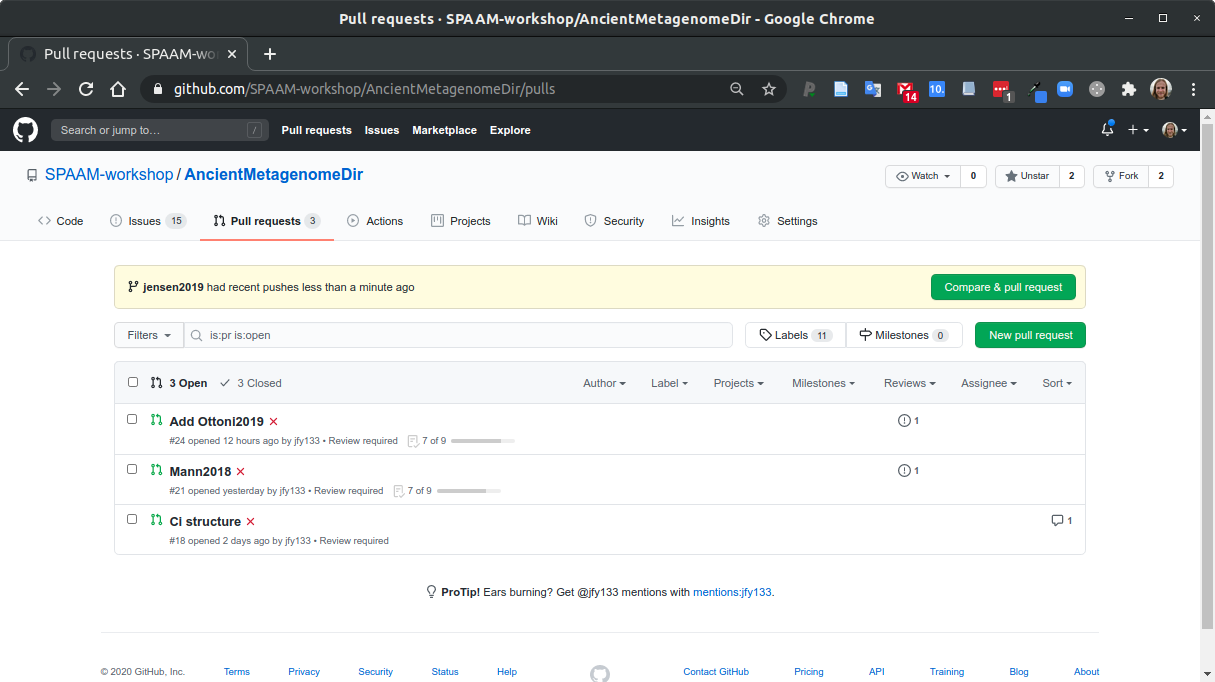 Pull requests · SPAAM-workshop/AncientMetagenomeDir - Google Chrome
Pull requests · SPAAM-wo
github.com/SPAAM-workshop/AncientMetagenomeDir/pulls
14
10.
1
Search or jump to…
/
Pull requests Issues Marketplace Explore
SPAAM-workshop / AncientMetagenomeDir
Watch 0 Unstar 2 Fork 2
Code Issues 15 Pull requests 3 Actions Projects Wiki Security Insights Settings
jensen2019 had recent pushes less than a minute ago
Compare & pull request
Filters is:pr is:open Labels 11 Milestones 0 New pull request
3 Open 3 Closed Author Label Projects Milestones Reviews Assignee Sort
Add Ottoni2019 1
#24 opened 12 hours ago by jfy133 • Review required 7 of 9
Mann2018 1
#21 opened yesterday by jfy133 • Review required 7 of 9
Ci structure 1
#18 opened 2 days ago by jfy133 • Review required
ProTip! Ears burning? Get @jfy133 mentions with mentions:jfy133.
© 2020 GitHub, Inc. Terms Privacy Security Status Help Contact GitHub Pricing API Training Blog About